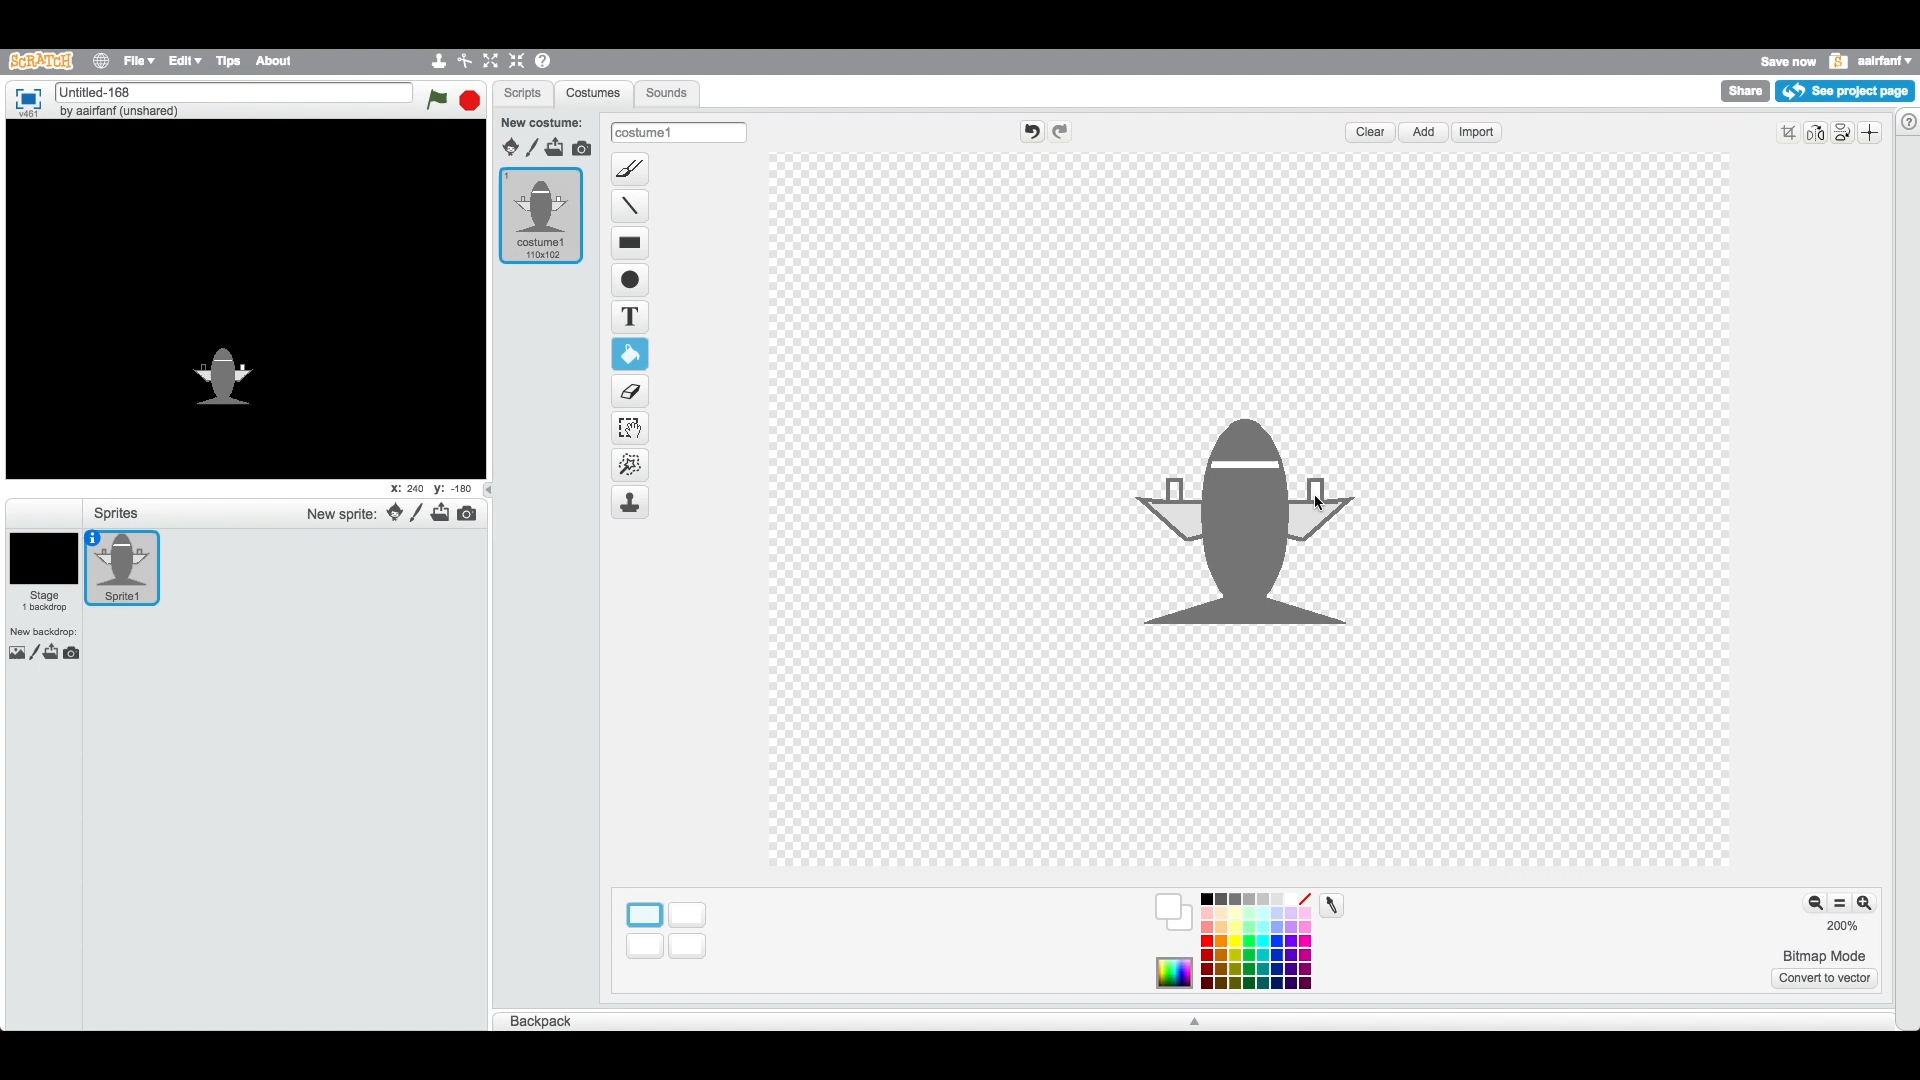 SCRATCH File Edit Tips About Save now aairfanf
Untitled-168
v461 by aairfanf (unshared)
Scripts Costumes Sounds
Share See project page
New costume:
costume1
Clear Add Import
1
costume1
110x102
T
x: 240 y: -180
Sprites New sprite:
Stage
1 backdrop
Sprite1
New backdrop:
200%
Bitmap Mode
Convert to vector
Backpack